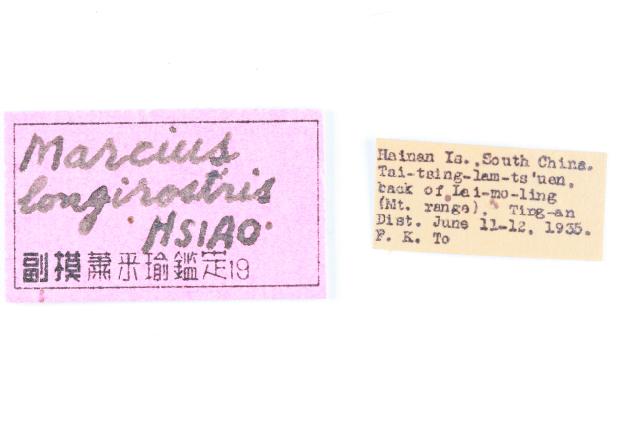 Marcius
longirostris
HSIAO
副模萧采瑜鑑定19
Hainan Is., South China.
Tai-tsing-lam-ts'uen,
back of Lai-mo-ling
(Mt. range), Ting-an
Dist. June 11-12, 1935.
F. K. To